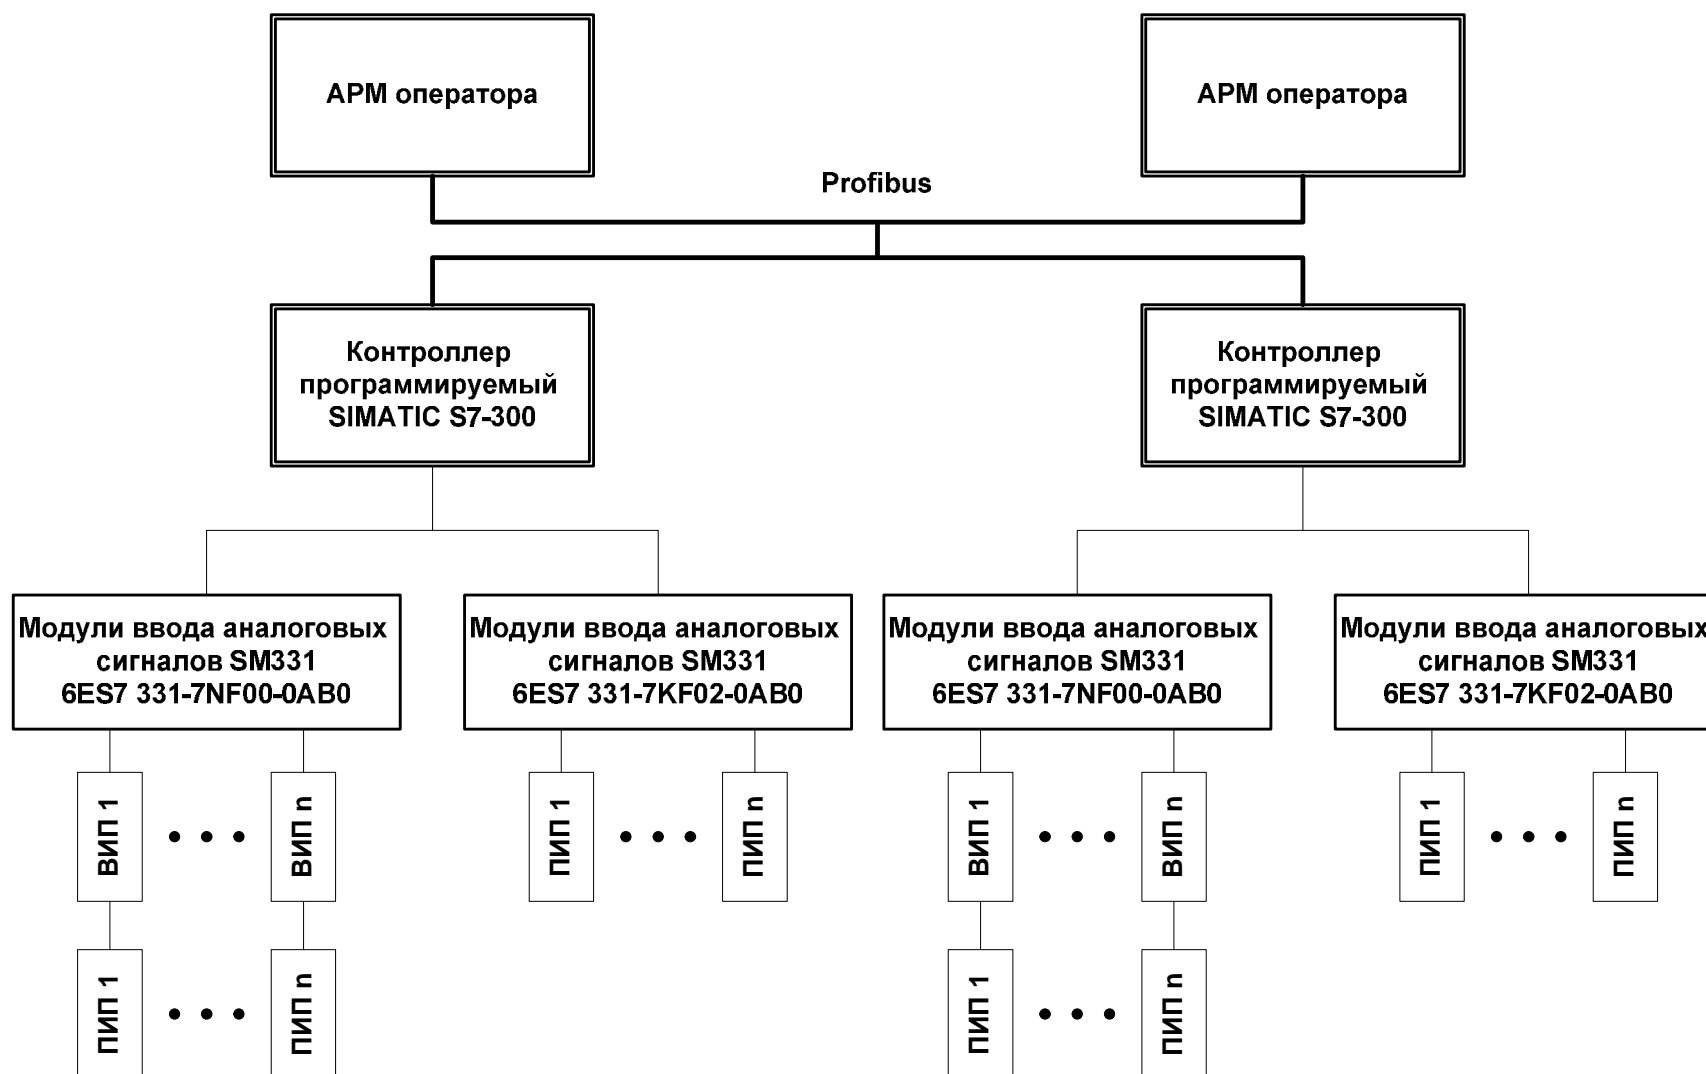 АРМ оператора
АРМ оператора
Profibus
Контроллер
программируемый
SIMATIC S7-300
Контроллер
программируемый
SIMATIC S7-300
Модули ввода аналоговых
сигналов SM331
6ES7 331-7NF00-0AB0
Модули ввода аналоговых
сигналов SM331
6ES7 331-7KF02-0AB0
Модули ввода аналоговых
сигналов SM331
6ES7 331-7NF00-0AB0
Модули ввода аналоговых
сигналов SM331
6ES7 331-7KF02-0AB0
ВИП 1
ВИП n
ПИП 1
ПИП n
ВИП 1
ВИП n
ПИП 1
ПИП n
ПИП 1
ПИП n
ПИП 1
ПИП n